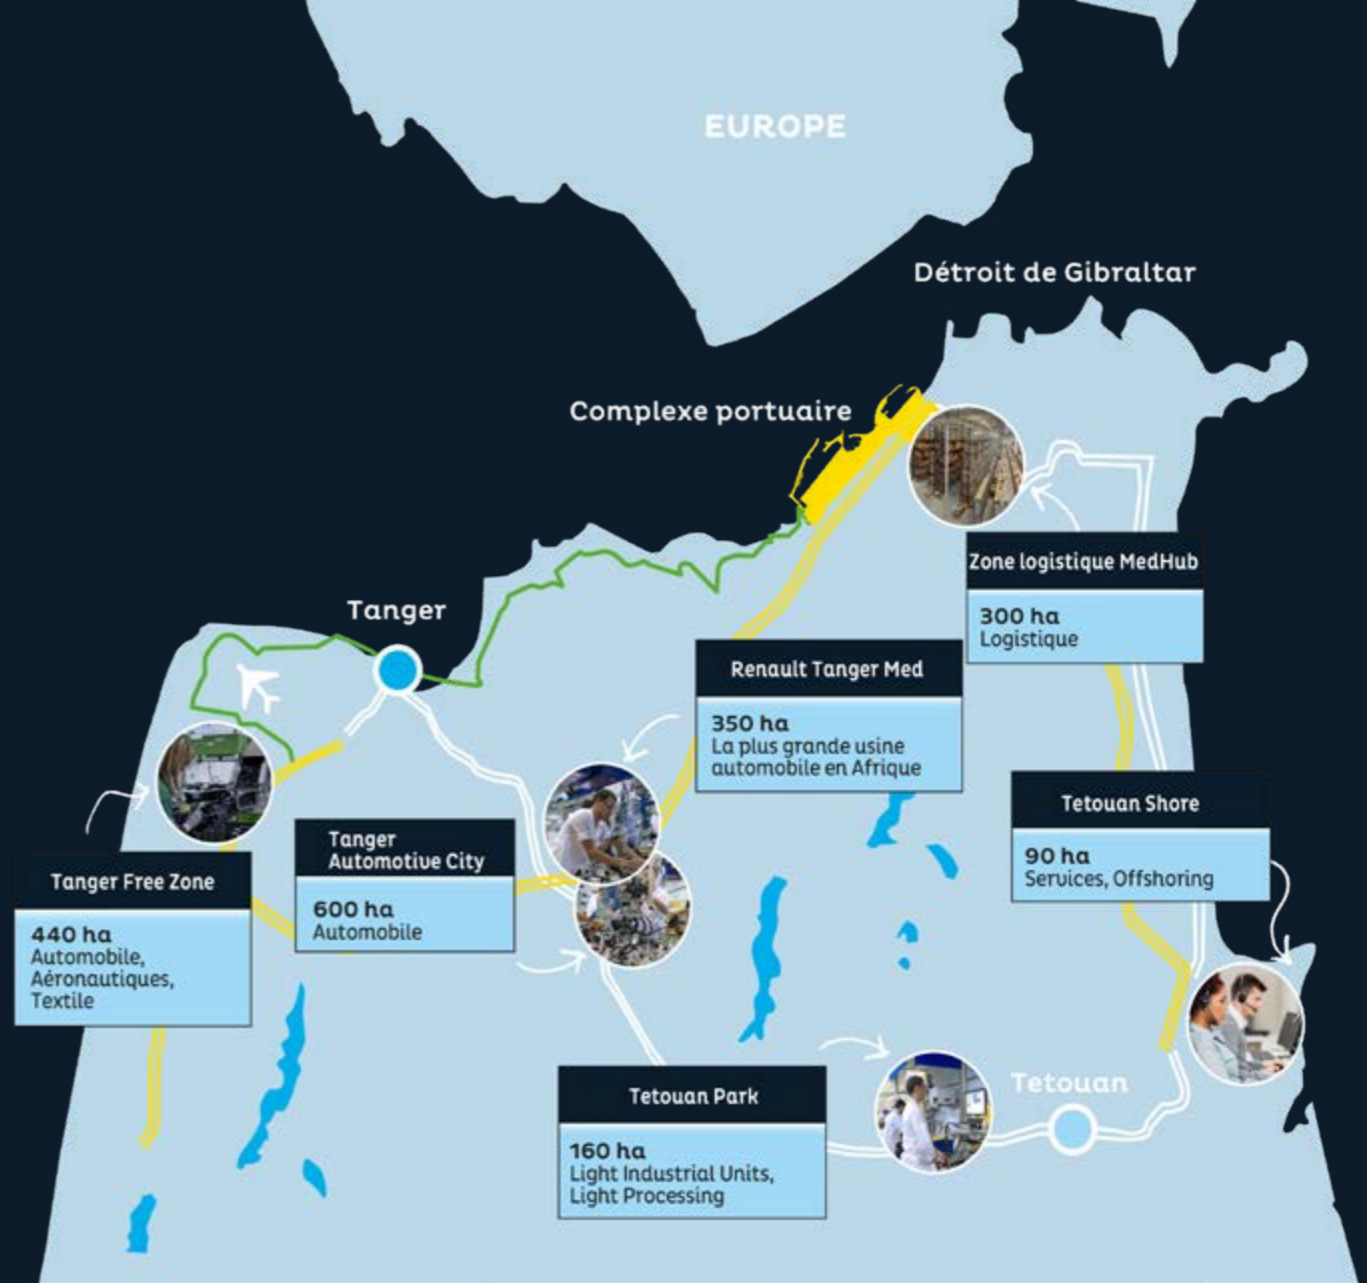 EUROPE
Détroit de Gibraltar
Complexe portuaire
Zone logistique MedHub
300 ha
Logistique
Tanger
Renault Tanger Med
350 ha
La plus grande usine
automobile en Afrique
Tetouan Shore
90 ha
Services, Offshoring
Tanger
Automotive City
600 ha
Automobile
Tanger Free Zone
440 ha
Automobile,
Aéronautiques,
Textile
Tetouan Park
160 ha
Light Industrial Units,
Light Processing
Tetouan